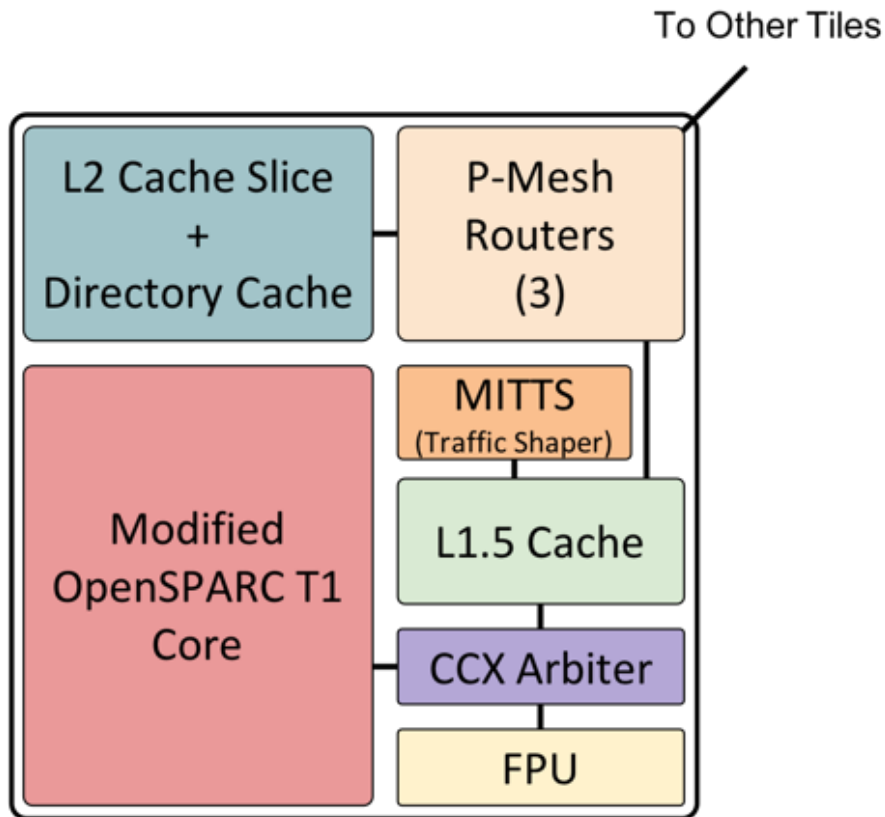 To Other Tiles
L2 Cache Slice
+
Directory Cache
P-Mesh
Routers
(3)
MITTS
(Traffic Shaper)
Modified
OpenSPARC T1
Core
L1.5 Cache
CCX Arbiter
FPU